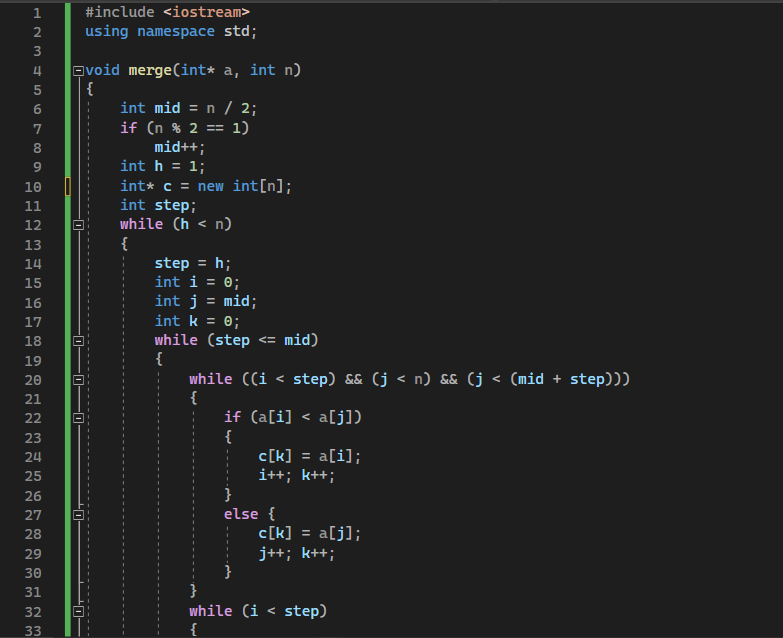 1 #include <iostream>
2 using namespace std;
3
4 void merge(int* a, int n)
5 {
6 int mid = n / 2;
7 if (n % 2 == 1)
8 mid++;
9 int h = 1;
10 int* c = new int[n];
11 int step;
12 while (h < n)
13 {
14 step = h;
15 int i = 0;
16 int j = mid;
17 int k = 0;
18 while (step <= mid)
19 {
20 while ((i < step) && (j < n) && (j < (mid + step)))
21 {
22 if (a[i] < a[j])
23 {
24 c[k] = a[i];
25 i++; k++;
26 }
27 else {
28 c[k] = a[j];
29 j++; k++;
30 }
31 }
32 while (i < step)
33 {